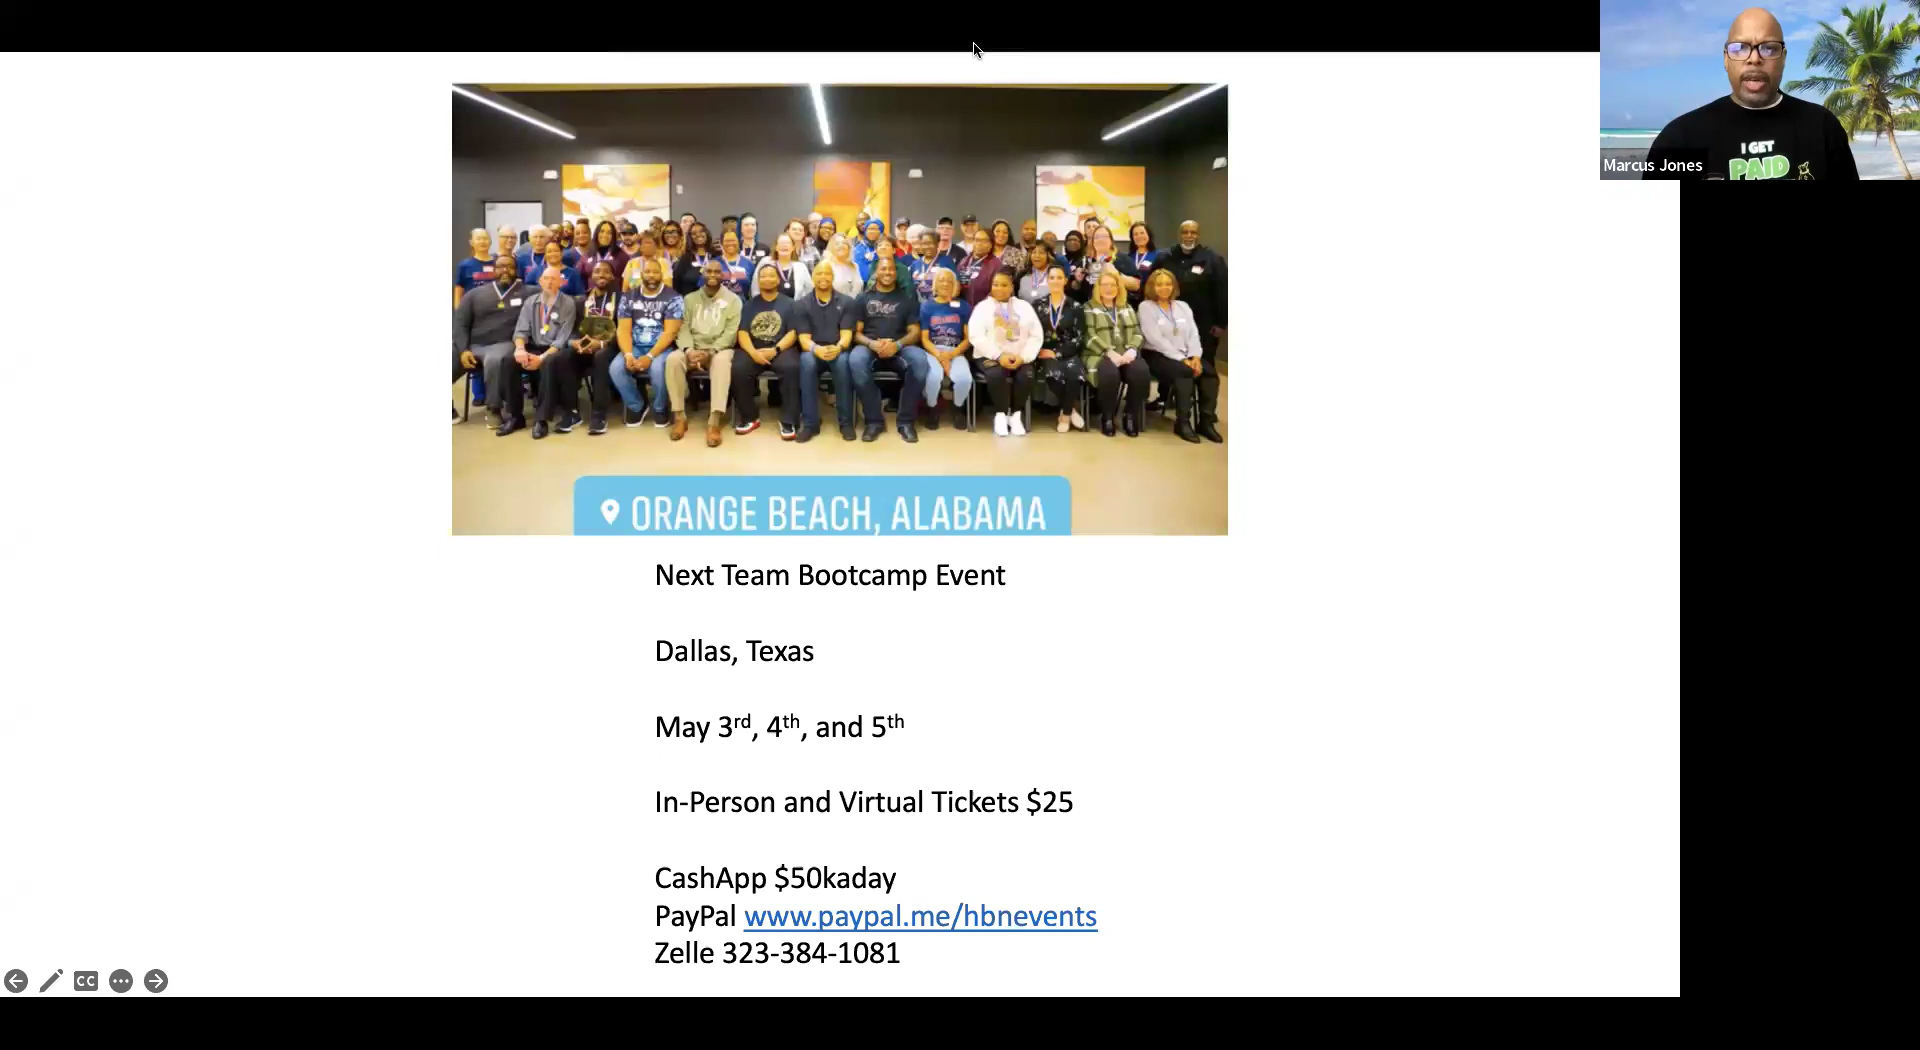 I GET
PAID
Marcus Jones
ORANGE BEACH, ALABAMA
Next Team Bootcamp Event
Dallas, Texas
May 3rd, 4th, and 5th
In-Person and Virtual Tickets $25
CashApp $50kaday
PayPal www.paypal.me/hbnevents
Zelle 323-384-1081
CC